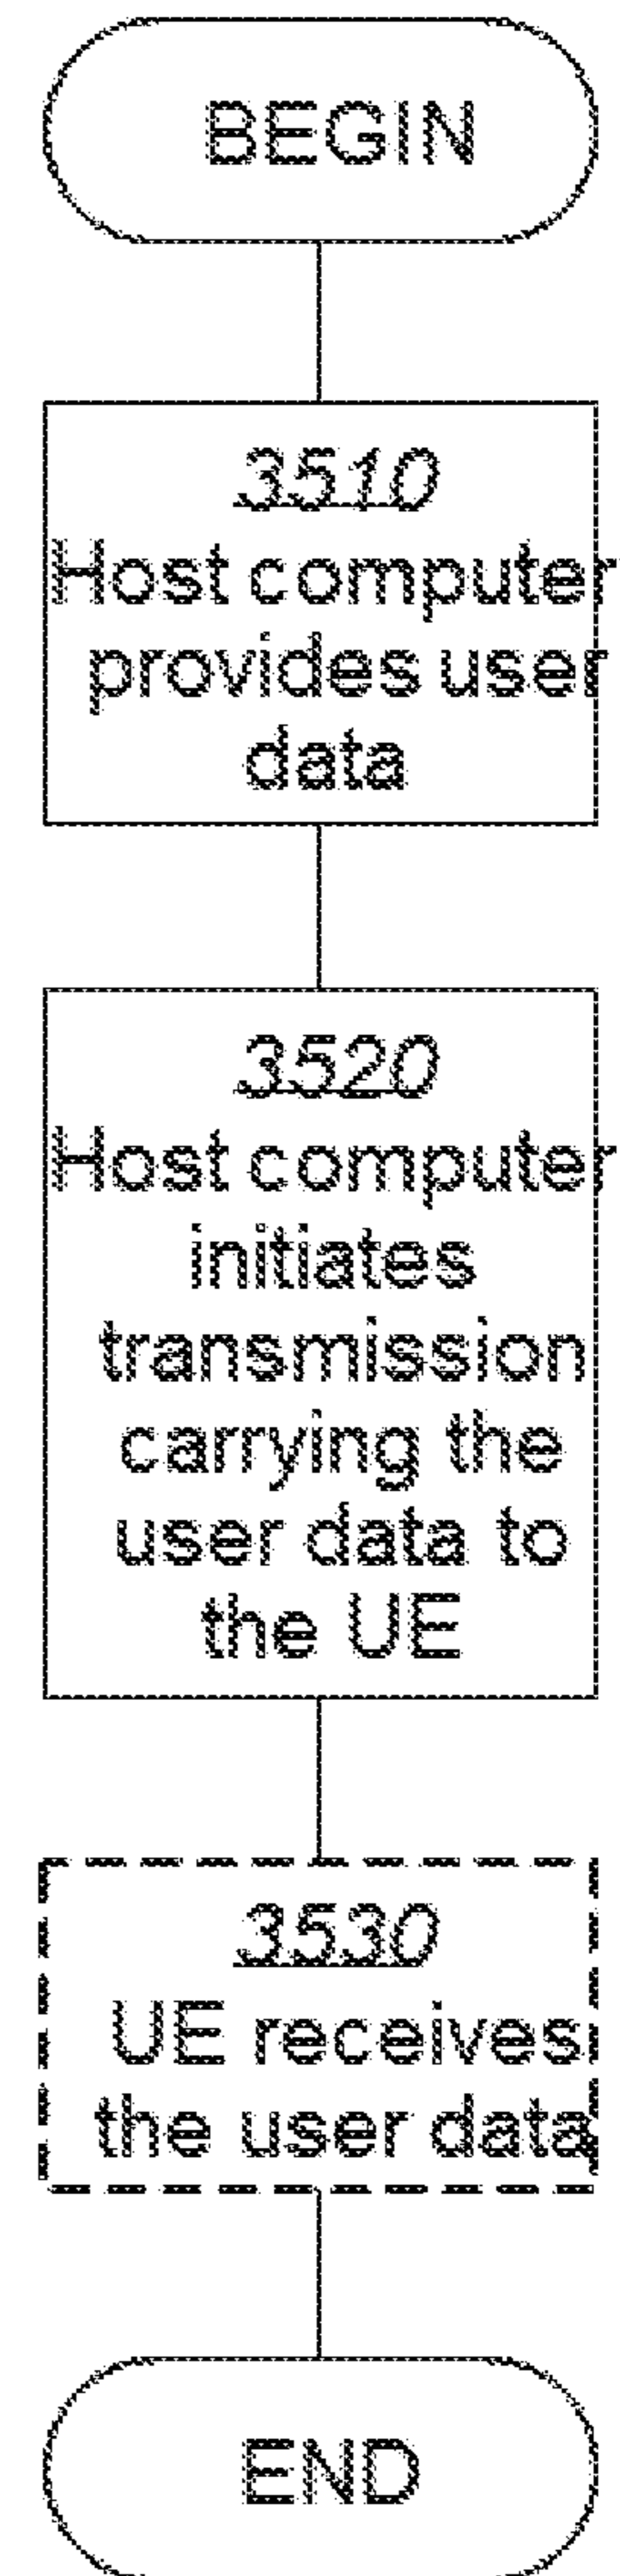 BEGIN
3510
Host computer
provides user
data
3520
Host computer
initiates
transmission
carrying the
user data to
the UE
3530
UE receives
the user data
END